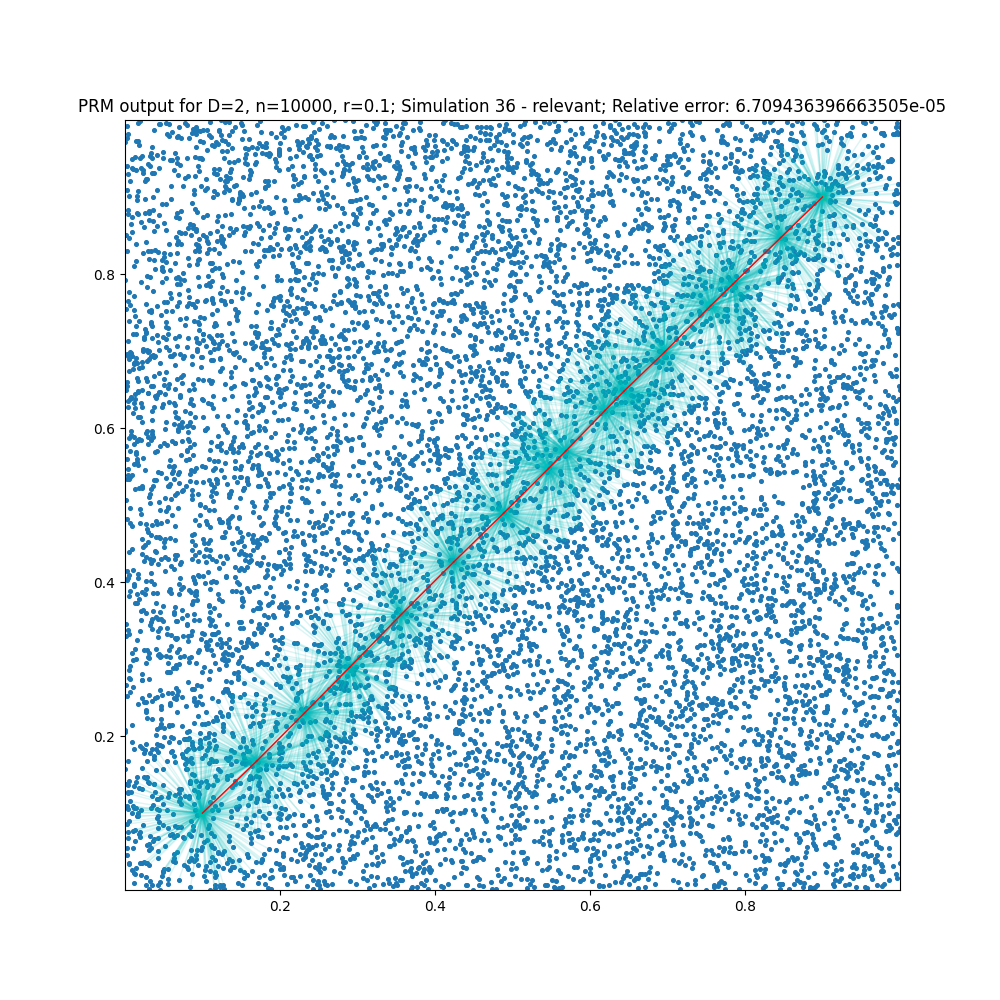 PRM output for D=2, n=10000, r=0.1; Simulation 36 - relevant; Relative error: 6.709436396663505e-05
0.8
0.6
0.4
0.2
0.2 0.4 0.6 0.8